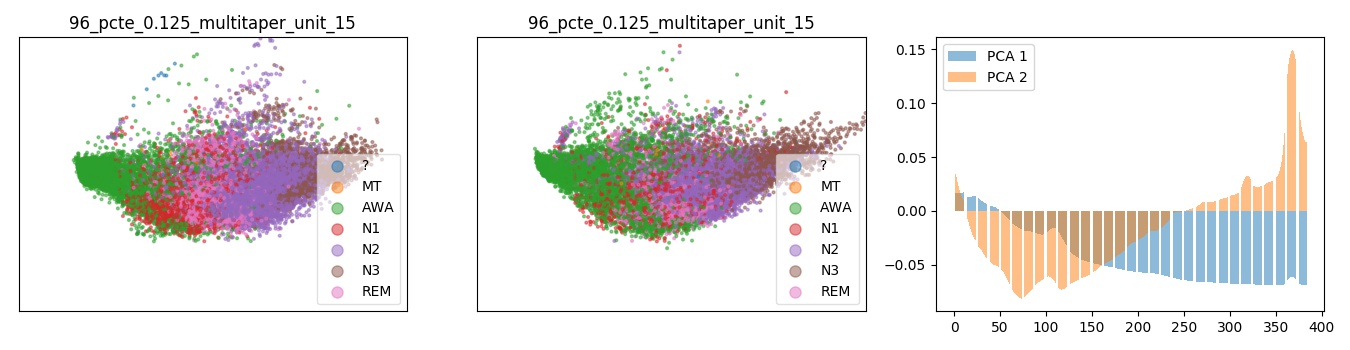 96_pcte_0.125_multitaper_unit_15
?
MT
AWA
N1
N2
N3
REM
96_pcte_0.125_multitaper_unit_15
?
MT
AWA
N1
N2
N3
REM
PCA 1
PCA 2
0.15
0.10
0.05
0.00
−0.05
0 50 100 150 200 250 300 350 400